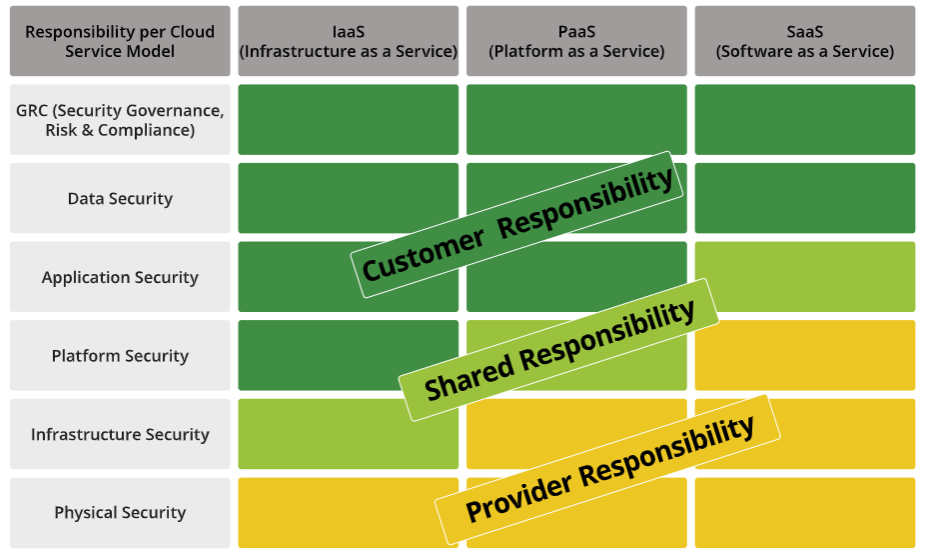 Responsibility per Cloud
Service Model
IaaS
(Infrastructure as a Service)
PaaS
(Platform as a Service)
SaaS
(Software as a Service)
GRC (Security Governance,
Risk & Compliance)
Data Security
Customer Responsibility
Application Security
Shared Responsibility
Platform Security
Infrastructure Security
Provider Responsibility
Physical Security